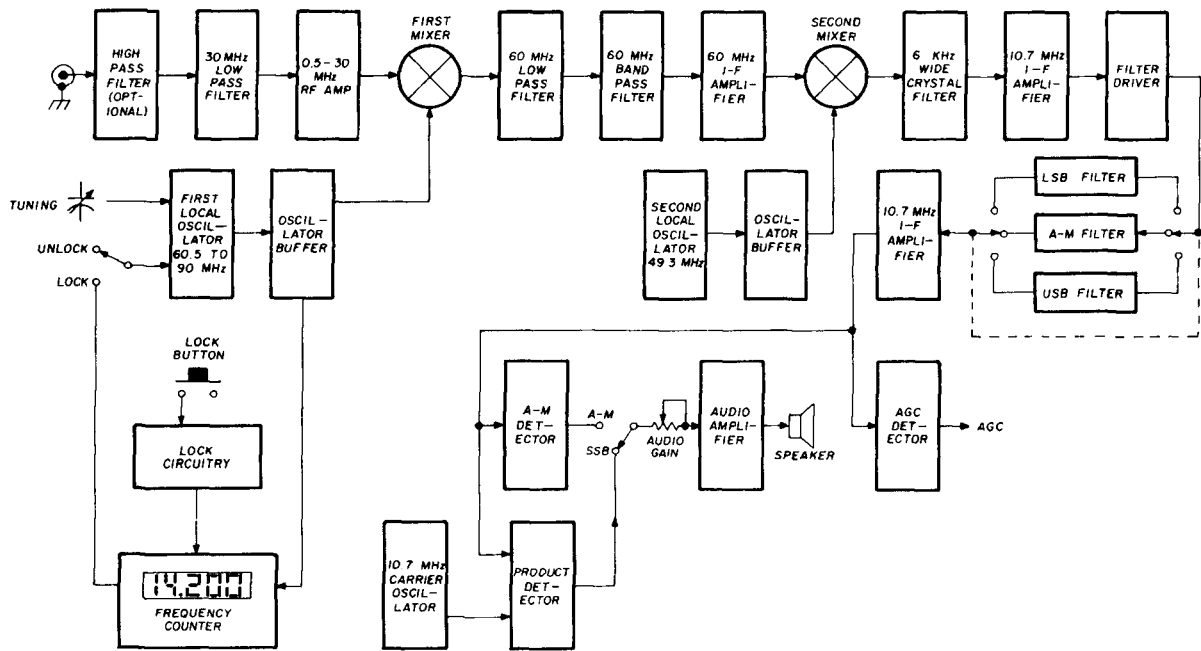 HIGH
PASS
FILTER
(OPT-
IONAL)
30 MHz
LOW
PASS
FILTER
0.5-30
MHz
RF AMP
FIRST
MIXER
60 MHz
LOW
PASS
FILTER
60 MHz
BAND
PASS
FILTER
60 MHz
I-F
AMPLI-
FIER
SECOND
MIXER
6 KHz
WIDE
CRYSTAL
FILTER
10.7 MHz
I-F
AMPLI-
FIER
FILTER
DRIVER
TUNING
UNLOCK
LOCK
FIRST
LOCAL
OSCIL-
LATOR
60.5 TO
90 MHz
OSCIL-
LATOR
BUFFER
SECOND
LOCAL
OSCIL-
LATOR
49.3 MHz
OSCIL-
LATOR
BUFFER
10.7 MHz
I-F
AMPLI-
FIER
LSB FILTER
A-M FILTER
USB FILTER
LOCK
BUTTON
LOCK
CIRCUITRY
14.200
FREQUENCY
COUNTER
A-M
DET-
ECTOR
A-M
SSB
AUDIO
GAIN
AUDIO
AMPLI-
FIER
SPEAKER
AGC
DET-
ECTOR
AGC
10.7 MHz
CARRIER
OSCIL-
LATOR
PRODUCT
DET-
ECTOR